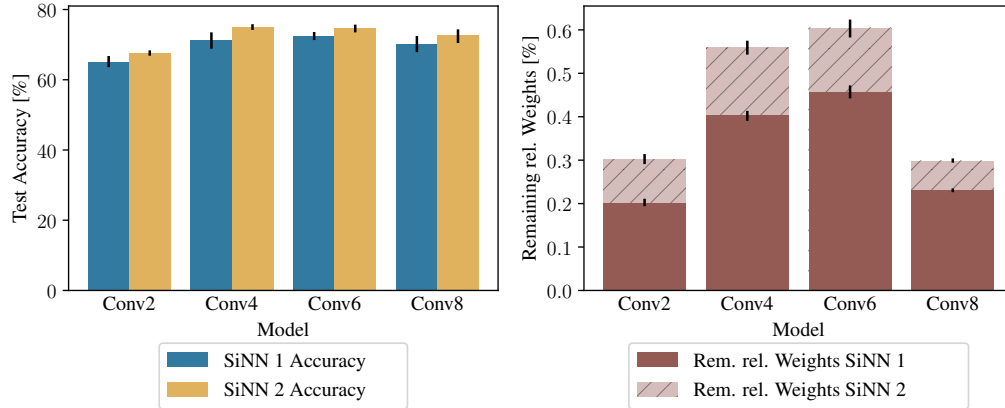 80
60
40
20
0
Test Accuracy [%]
Conv2 Conv4 Conv6 Conv8
Model
SiNN 1 Accuracy
SiNN 2 Accuracy
0.6
0.5
0.4
0.3
0.2
0.1
0.0
Remaining rel. Weights [%]
Conv2 Conv4 Conv6 Conv8
Model
Rem. rel. Weights SiNN 1
Rem. rel. Weights SiNN 2